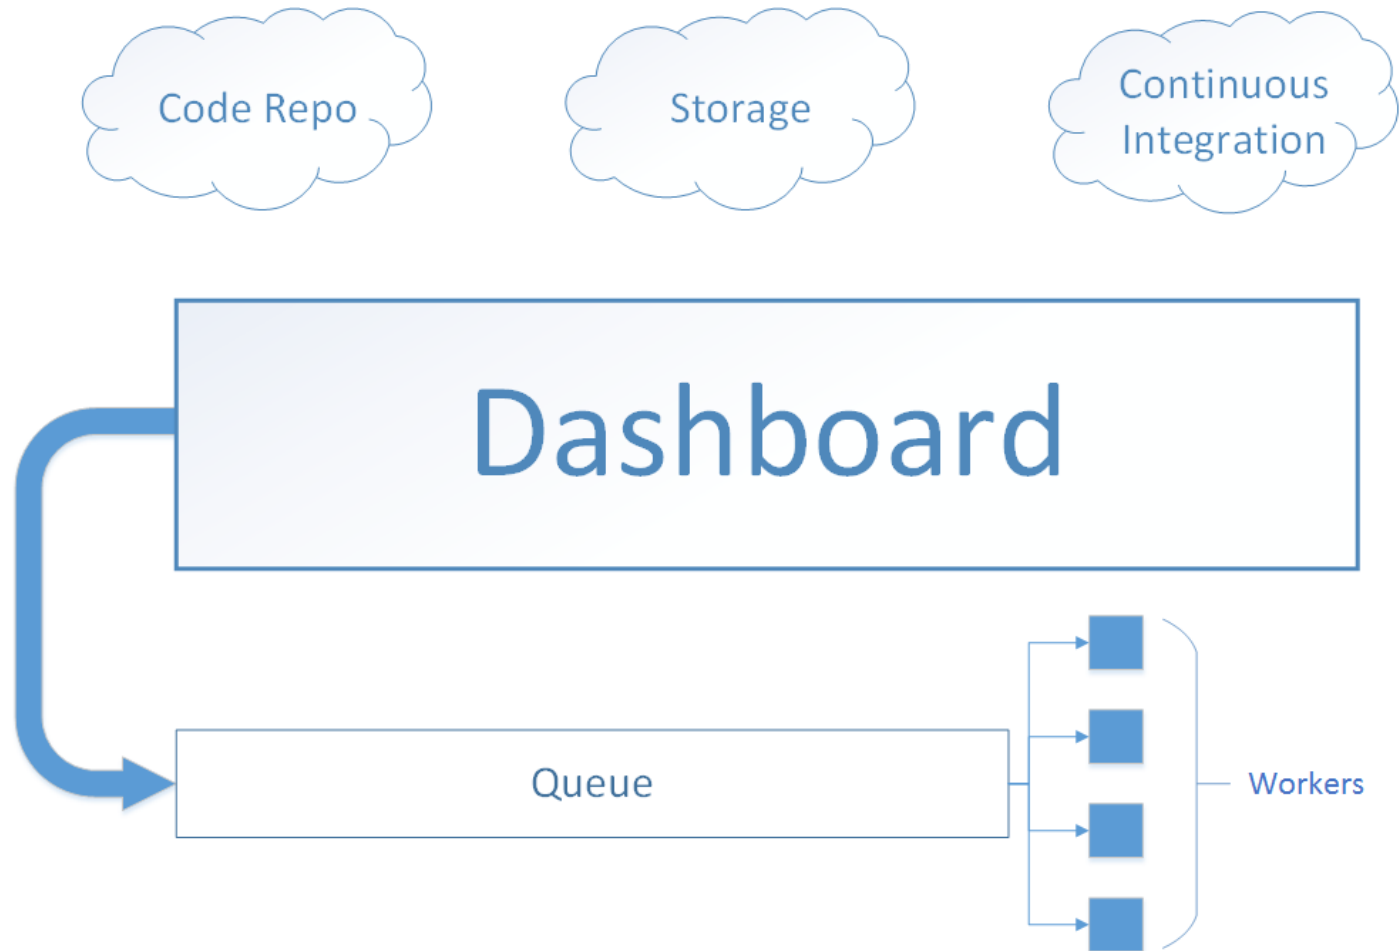 Code Repo
Storage
Continuous
Integration
Dashboard
Queue
Workers